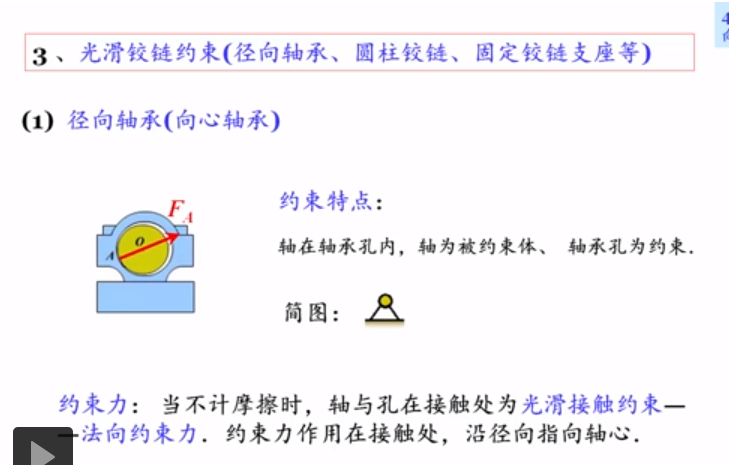 3、光滑铰链约束(径向轴承、圆柱铰链、固定铰链支座等)
(1) 径向轴承(向心轴承)
F_A
O
A
约束特点:
轴在轴承孔内，轴为被约束体、 轴承孔为约束.
简图:
约束力: 当不计摩擦时，轴与孔在接触处为光滑接触约束—
—法向约束力. 约束力作用在接触处，沿径向指向轴心.